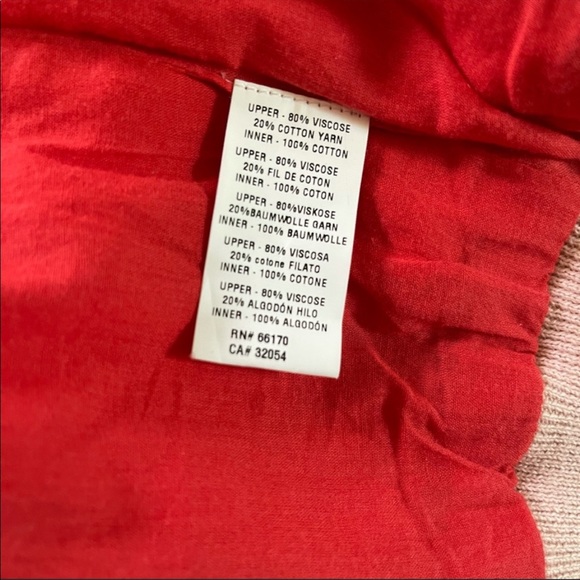 UPPER - 80% VISCOSE
20% COTTON YARN
INNER - 100% COTTON
UPPER - 80% VISCOSE
20% FIL DE COTON
INNER - 100% COTON
UPPER - 80%VISKOSE
20%BAUMWOLLE GARN
INNER - 100% BAUMWOLLE
UPPER - 80% VISCOSA
20% cotone FILATO
INNER - 100% COTONE
UPPER - 80% VISCOSE
20% ALGODÓN HILO
INNER - 100% ALGODÓN
RN# 66170
CA# 32054